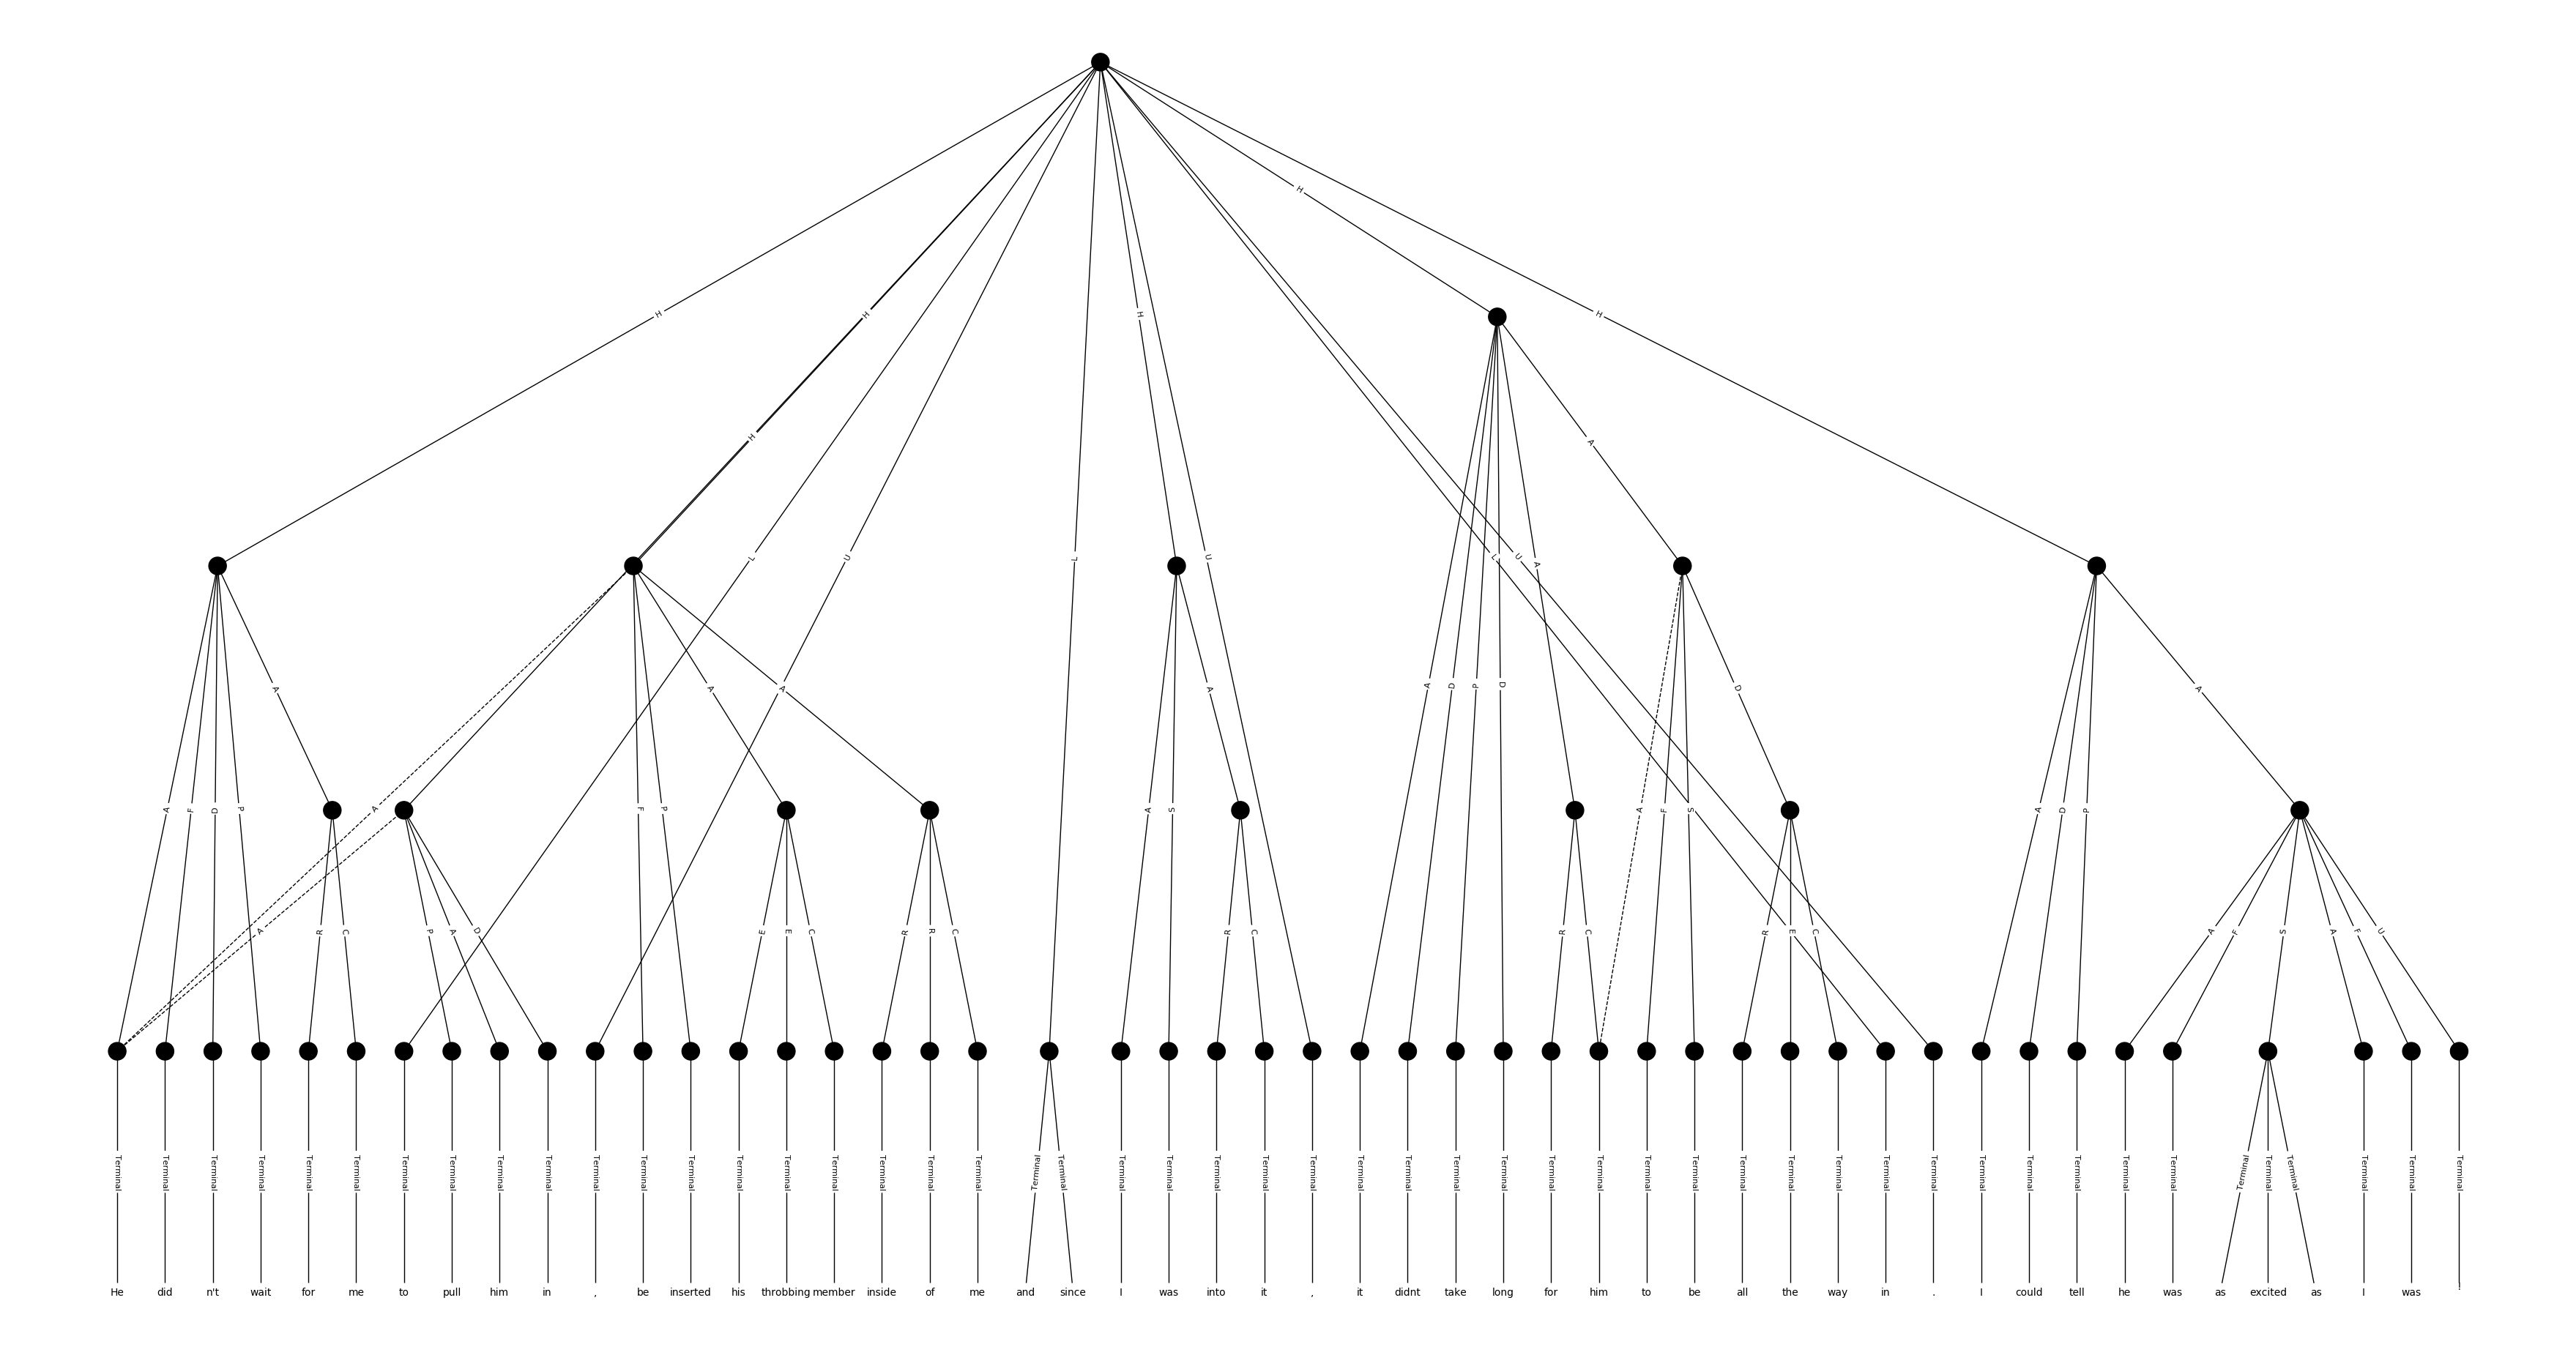 H
H
H
H
H
H
L
U
L
H
U
L
U
A
A
A
F
D
P
A
A
A
F
P
A
A
A
S
A
A
D
P
D
A
A
F
S
D
A
D
P
A
R
C
P
A
D
E
E
C
R
R
C
R
C
R
C
R
E
C
A
F
S
A
F
U
Terminal Terminal Terminal Terminal Terminal Terminal Terminal Terminal Terminal Terminal Terminal Terminal Terminal Terminal Terminal Terminal Terminal Terminal Terminal Terminal Terminal Terminal Terminal Terminal Terminal Terminal Terminal Terminal Terminal Terminal Terminal Terminal Terminal Terminal Terminal Terminal Terminal Terminal Terminal Terminal Terminal Terminal Terminal Terminal Terminal Terminal Terminal Terminal Terminal Terminal
He did n't wait for me to pull him in , be inserted his throbbing member inside of me and since I was into it , it didnt take long for him to be all the way in . I could tell he was as excited as I was !